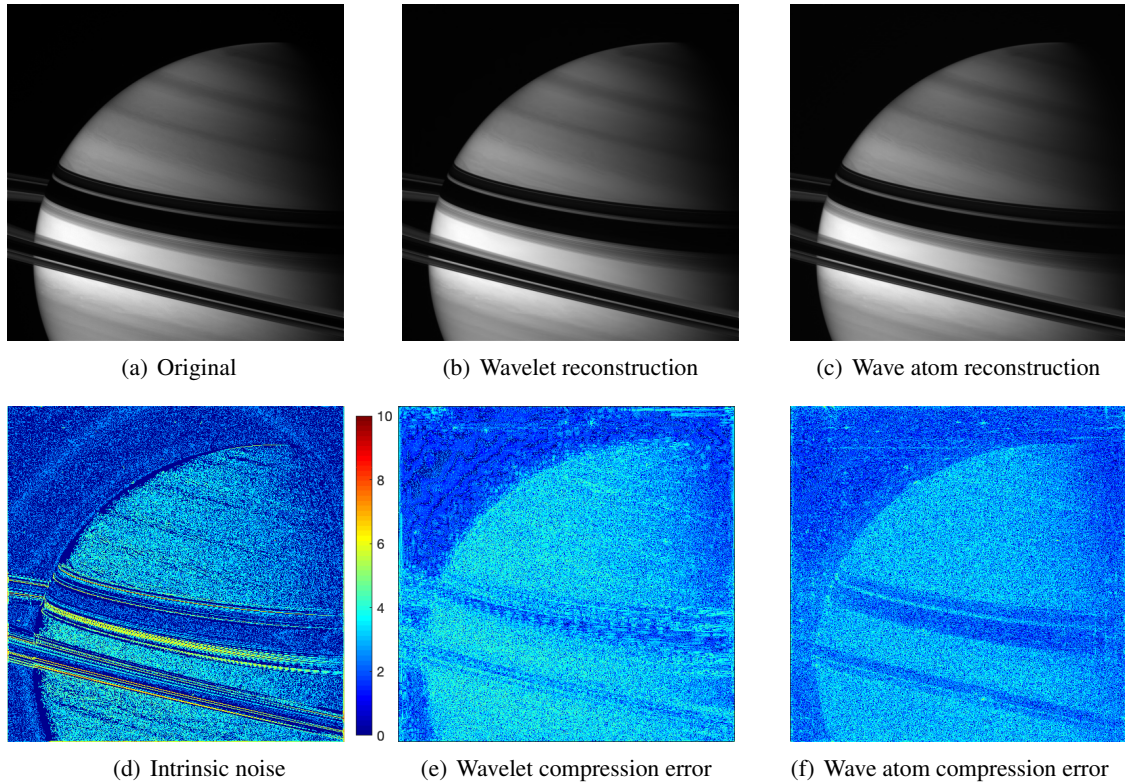 (a) Original
(b) Wavelet reconstruction
(c) Wave atom reconstruction
10
8
6
4
2
0
(d) Intrinsic noise
(e) Wavelet compression error
(f) Wave atom compression error